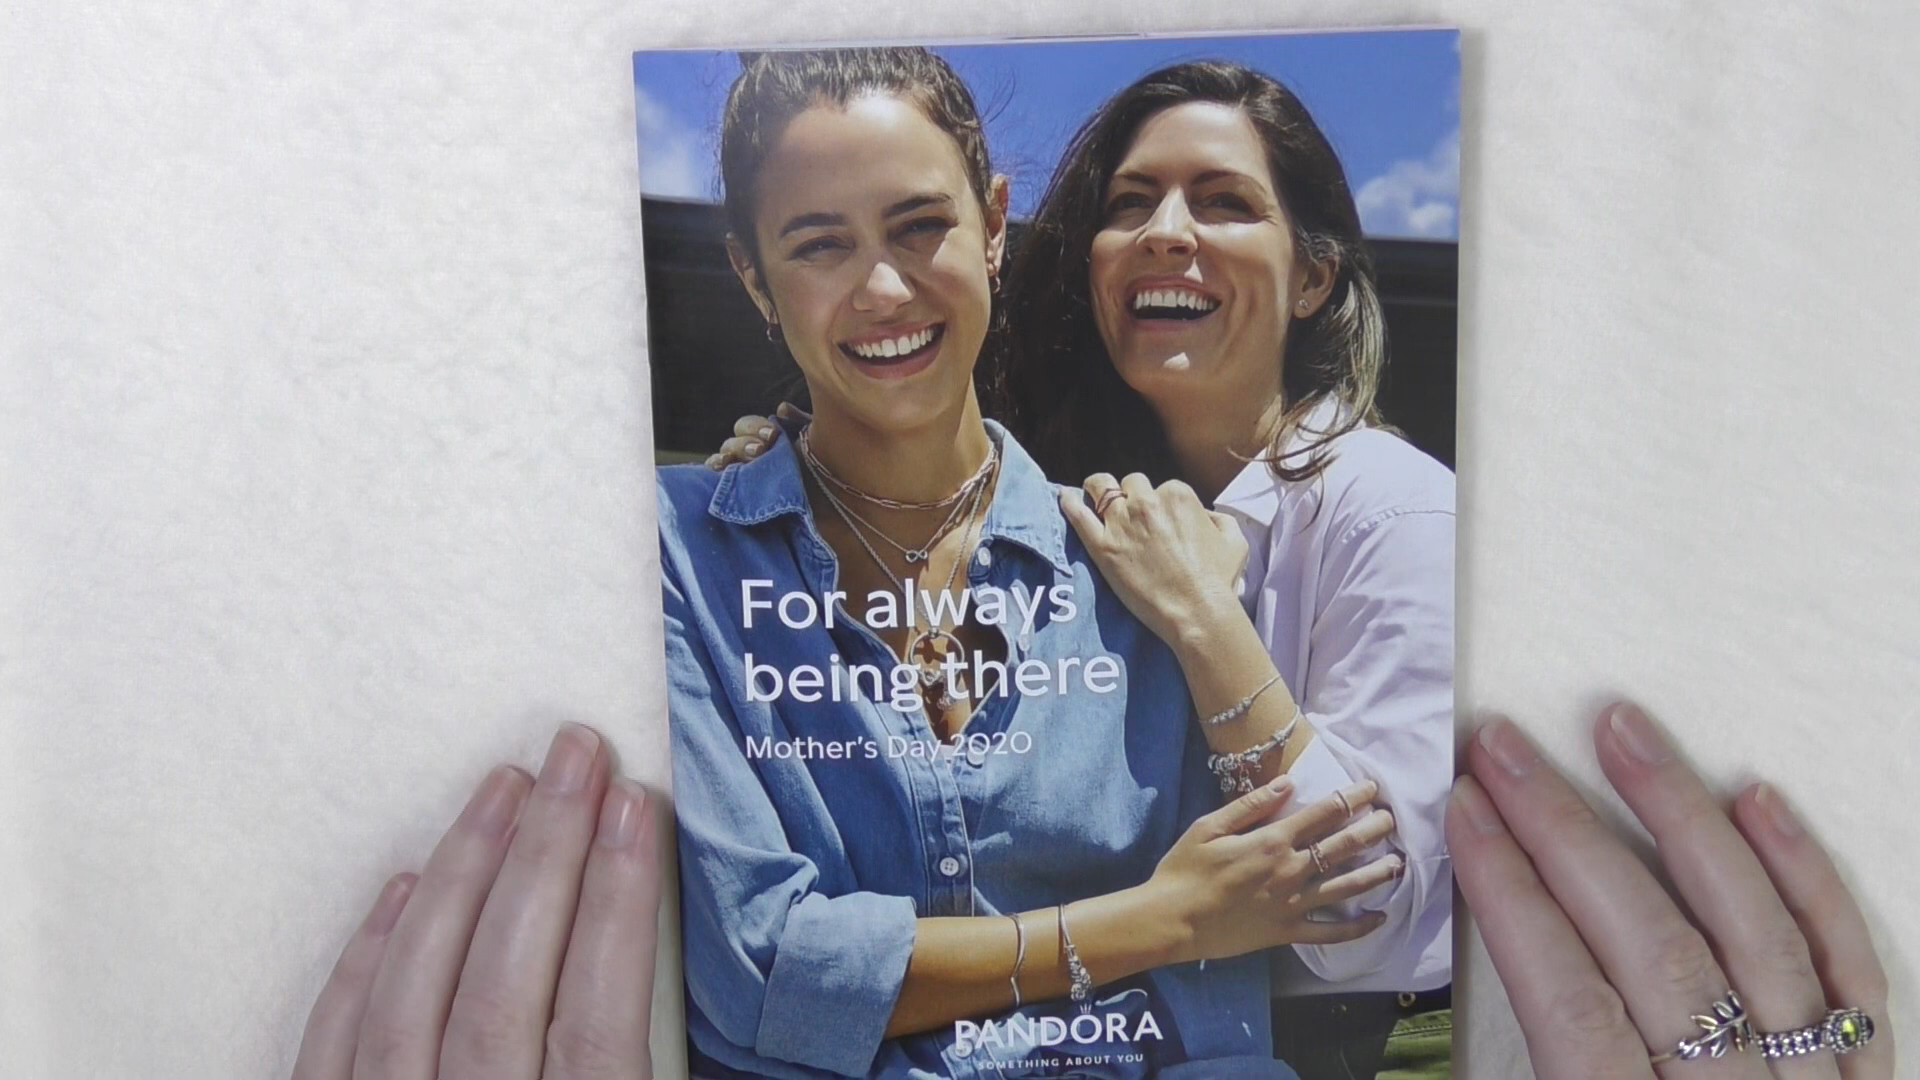 For always
being there
Mother's Day 2020
PANDORA
SOMETHING ABOUT YOU